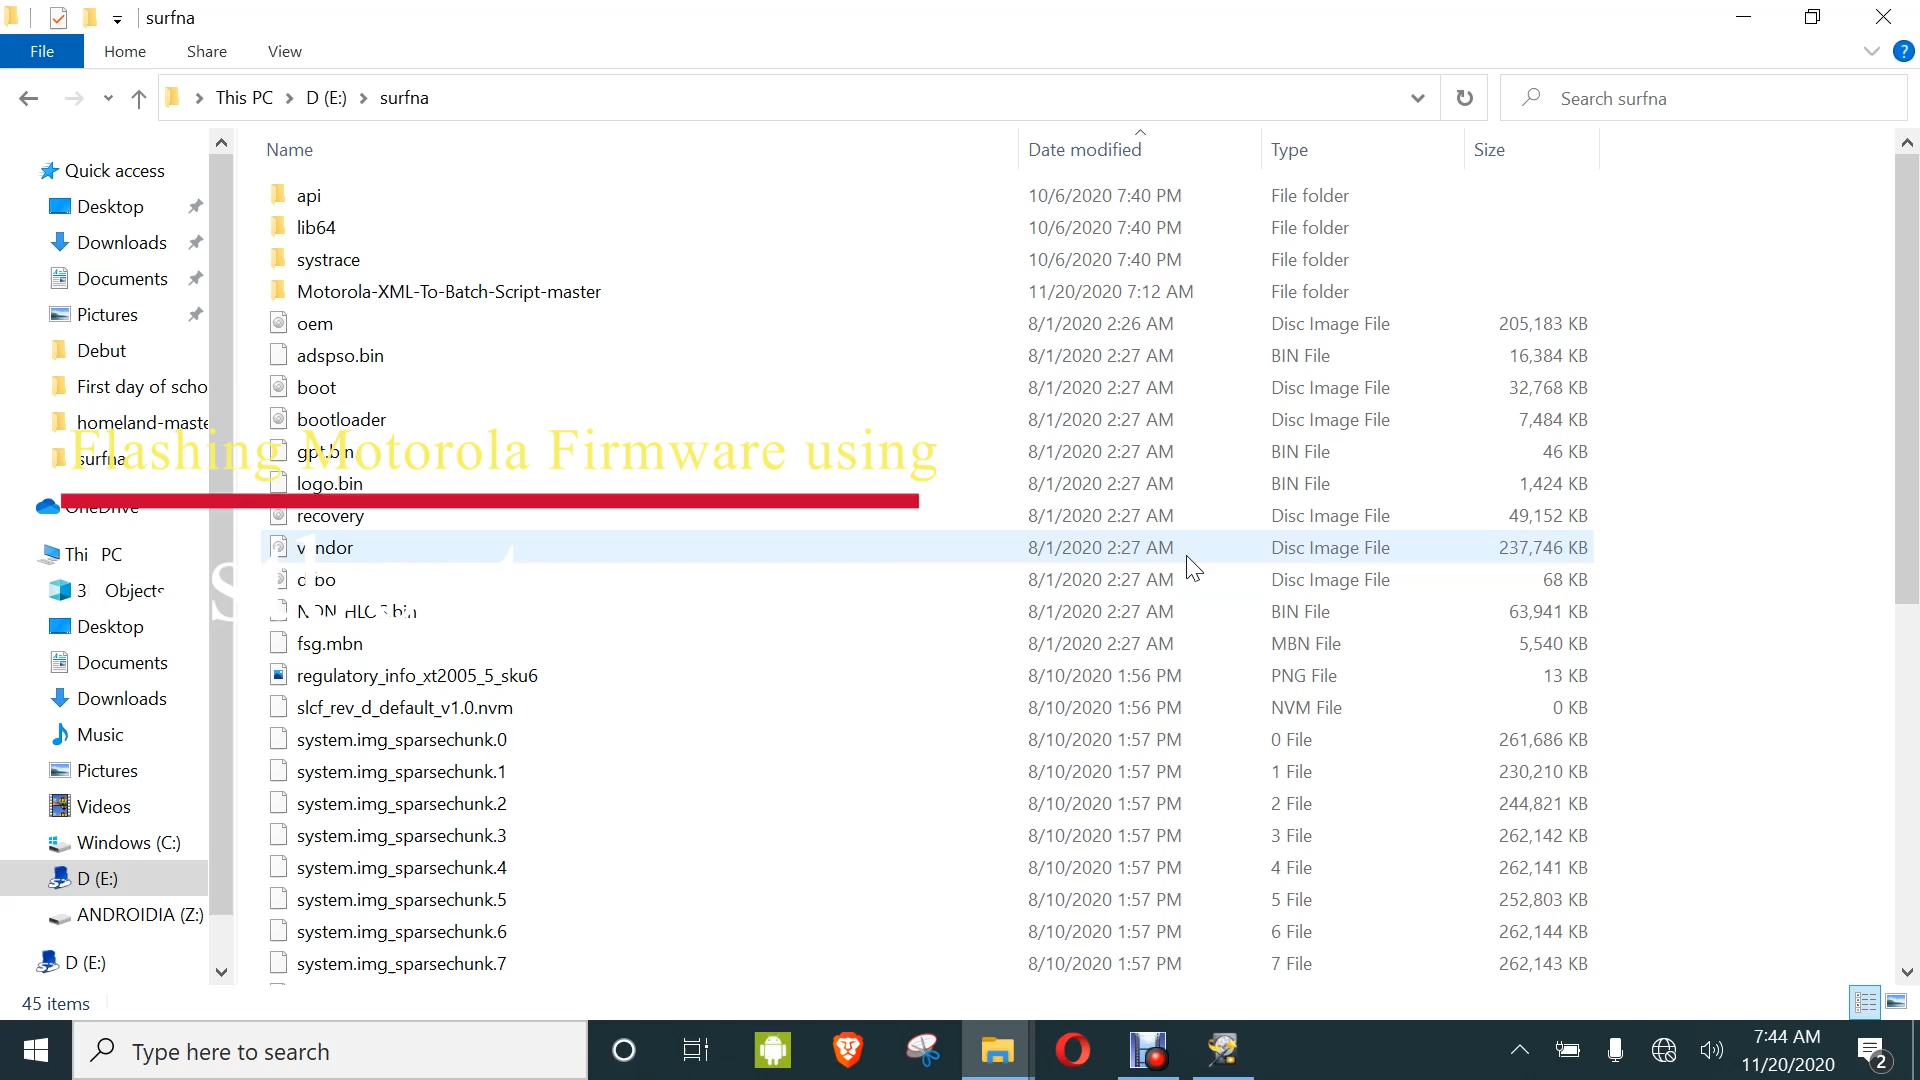 surfna
File Home Share View
This PC D (E:) surfna
Search surfna
Name Date modified Type Size
Quick access
Desktop
Downloads
Documents
Pictures
Debut
First day of scho
homeland-maste
surfna
OneDrive
PC
3 Objects
Desktop
Documents
Downloads
Music
Pictures
Videos
Windows (C:)
D (E:)
ANDROIDIA (Z:)
D (E:)
api 10/6/2020 7:40 PM File folder
lib64 10/6/2020 7:40 PM File folder
systrace 10/6/2020 7:40 PM File folder
Motorola-XML-To-Batch-Script-master 11/20/2020 7:12 AM File folder
oem 8/1/2020 2:26 AM Disc Image File 205,183 KB
adspso.bin 8/1/2020 2:27 AM BIN File 16,384 KB
boot 8/1/2020 2:27 AM Disc Image File 32,768 KB
bootloader 8/1/2020 2:27 AM Disc Image File 7,484 KB
Flashing Motorola Firmware using
gpt.bin 8/1/2020 2:27 AM BIN File 46 KB
logo.bin 8/1/2020 2:27 AM BIN File 1,424 KB
recovery 8/1/2020 2:27 AM Disc Image File 49,152 KB
vendor 8/1/2020 2:27 AM Disc Image File 237,746 KB
8/1/2020 2:27 AM Disc Image File 68 KB
8/1/2020 2:27 AM BIN File 63,941 KB
fsg.mbn 8/1/2020 2:27 AM MBN File 5,540 KB
regulatory_info_xt2005_5_sku6 8/10/2020 1:56 PM PNG File 13 KB
slcf_rev_d_default_v1.0.nvm 8/10/2020 1:56 PM NVM File 0 KB
system.img_sparsechunk.0 8/10/2020 1:57 PM 0 File 261,686 KB
system.img_sparsechunk.1 8/10/2020 1:57 PM 1 File 230,210 KB
system.img_sparsechunk.2 8/10/2020 1:57 PM 2 File 244,821 KB
system.img_sparsechunk.3 8/10/2020 1:57 PM 3 File 262,142 KB
system.img_sparsechunk.4 8/10/2020 1:57 PM 4 File 262,141 KB
system.img_sparsechunk.5 8/10/2020 1:57 PM 5 File 252,803 KB
system.img_sparsechunk.6 8/10/2020 1:57 PM 6 File 262,144 KB
system.img_sparsechunk.7 8/10/2020 1:57 PM 7 File 262,143 KB
45 items
Type here to search
7:44 AM
11/20/2020
2